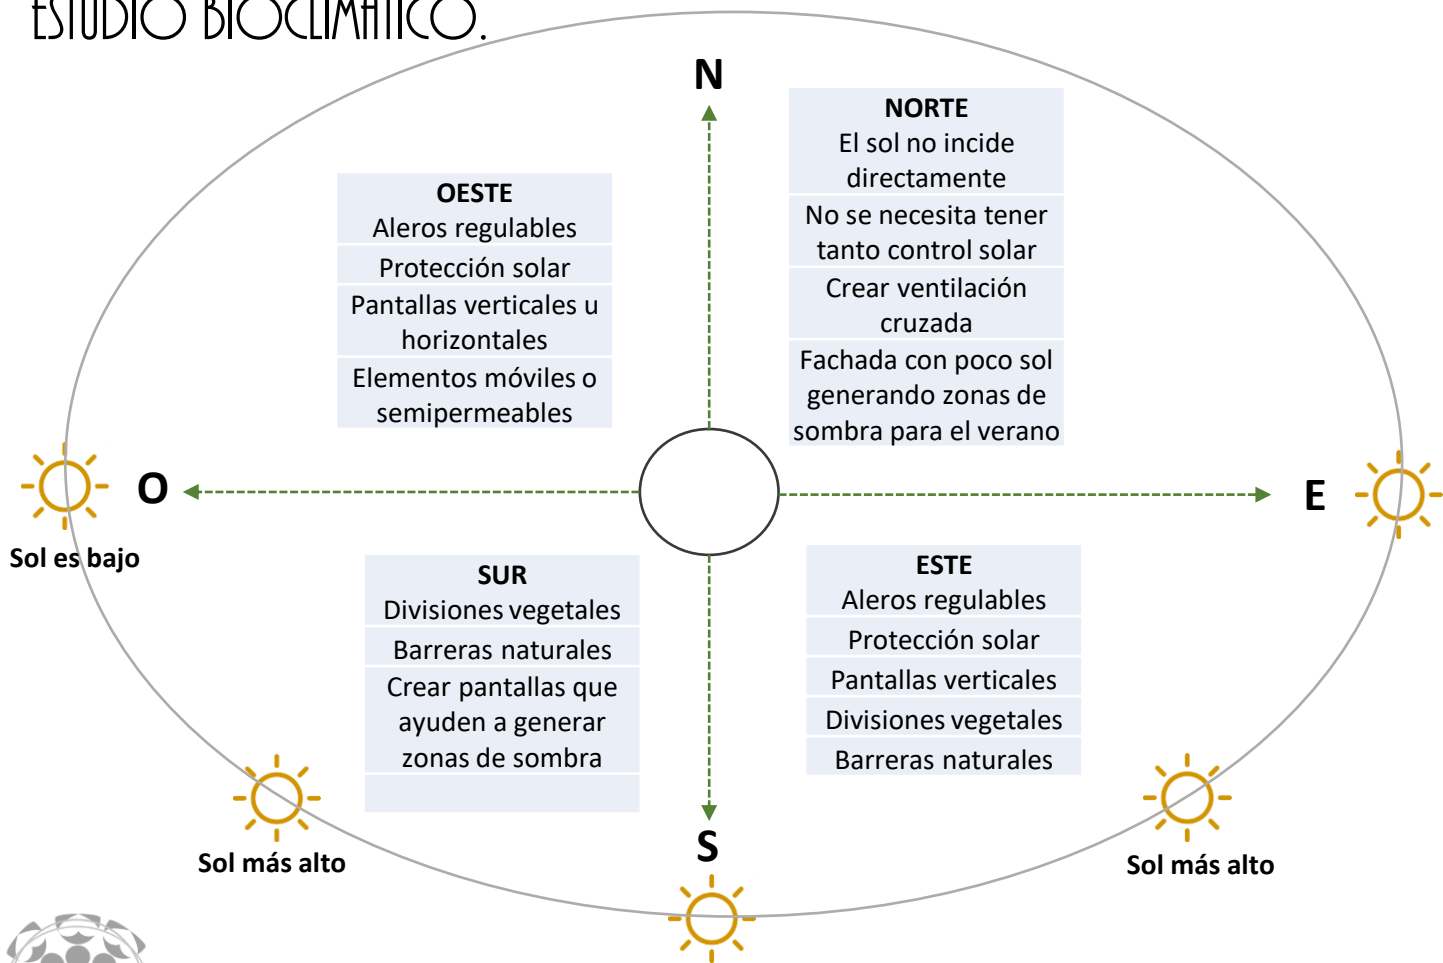 ESTUDIO BIOCLIMÁTICO.
N
NORTE
El sol no incide
directamente
No se necesita tener
tanto control solar
Crear ventilación
cruzada
Fachada con poco sol
generando zonas de
sombra para el verano
OESTE
Aleros regulables
Protección solar
Pantallas verticales u
horizontales
Elementos móviles o
semipermeables
O
E
Sol es bajo
SUR
Divisiones vegetales
Barreras naturales
Crear pantallas que
ayuden a generar
zonas de sombra
ESTE
Aleros regulables
Protección solar
Pantallas verticales
Divisiones vegetales
Barreras naturales
S
Sol más alto
Sol más alto